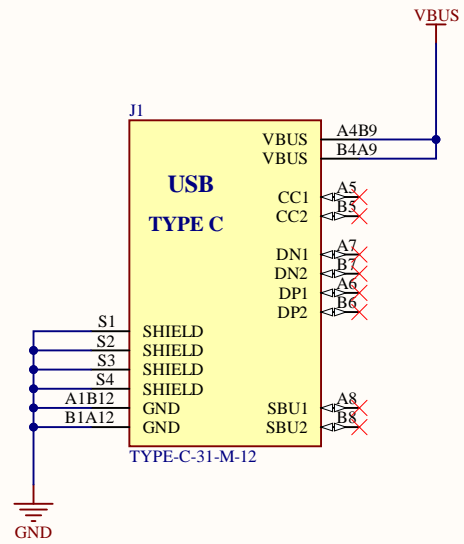 VBUS
J1
VBUS A4B9
VBUS B4A9
USB
TYPE C
CC1 A5
CC2 B5
DN1 A7
DN2 B7
DP1 A6
DP2 B6
S1 SHIELD
S2 SHIELD
S3 SHIELD
S4 SHIELD
A1B12 GND
B1A12 GND
SBU1 A8
SBU2 B8
TYPE-C-31-M-12
GND